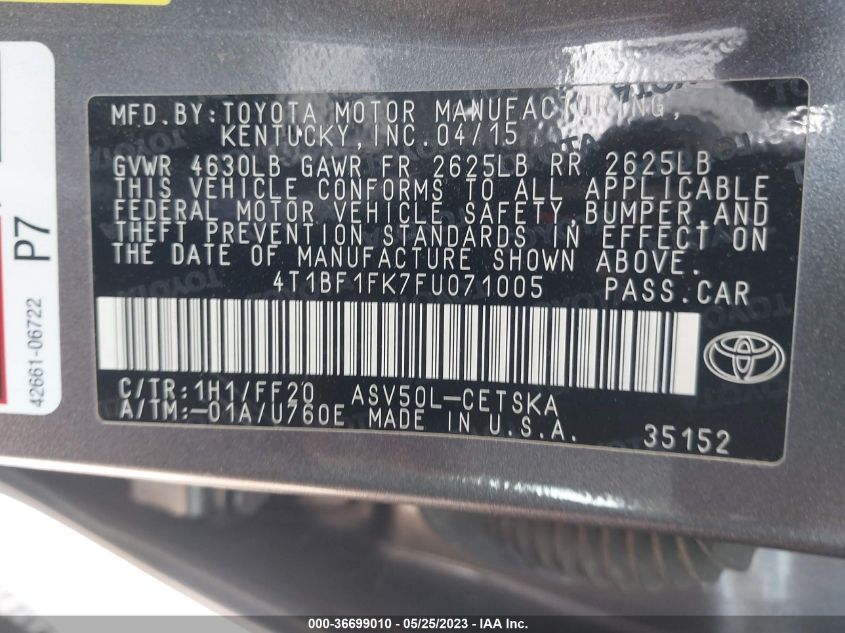 MFD.BY:TOYOTA MOTOR MANUFACTURING,
KENTUCKY,INC.04/15
GVWR 4630LB GAWR FR 2625LB RR 2625LB
THIS VEHICLE CONFORMS TO ALL APPLICABLE
FEDERAL MOTOR VEHICLE SAFETY BUMPER,AND
THEFT PREVENTION STANDARDS IN EFFECT ON
THE DATE OF MANUFACTURE SHOWN ABOVE.
4T1BF1FK7FU071005 PASS.CAR
C/TR:1H1/FF20 ASV50L-CETSKA
A/TM:-01A/U760E MADE IN U.S.A. 35152
P7
42661-06722
000-36699010 - 05/25/2023 - IAA Inc.